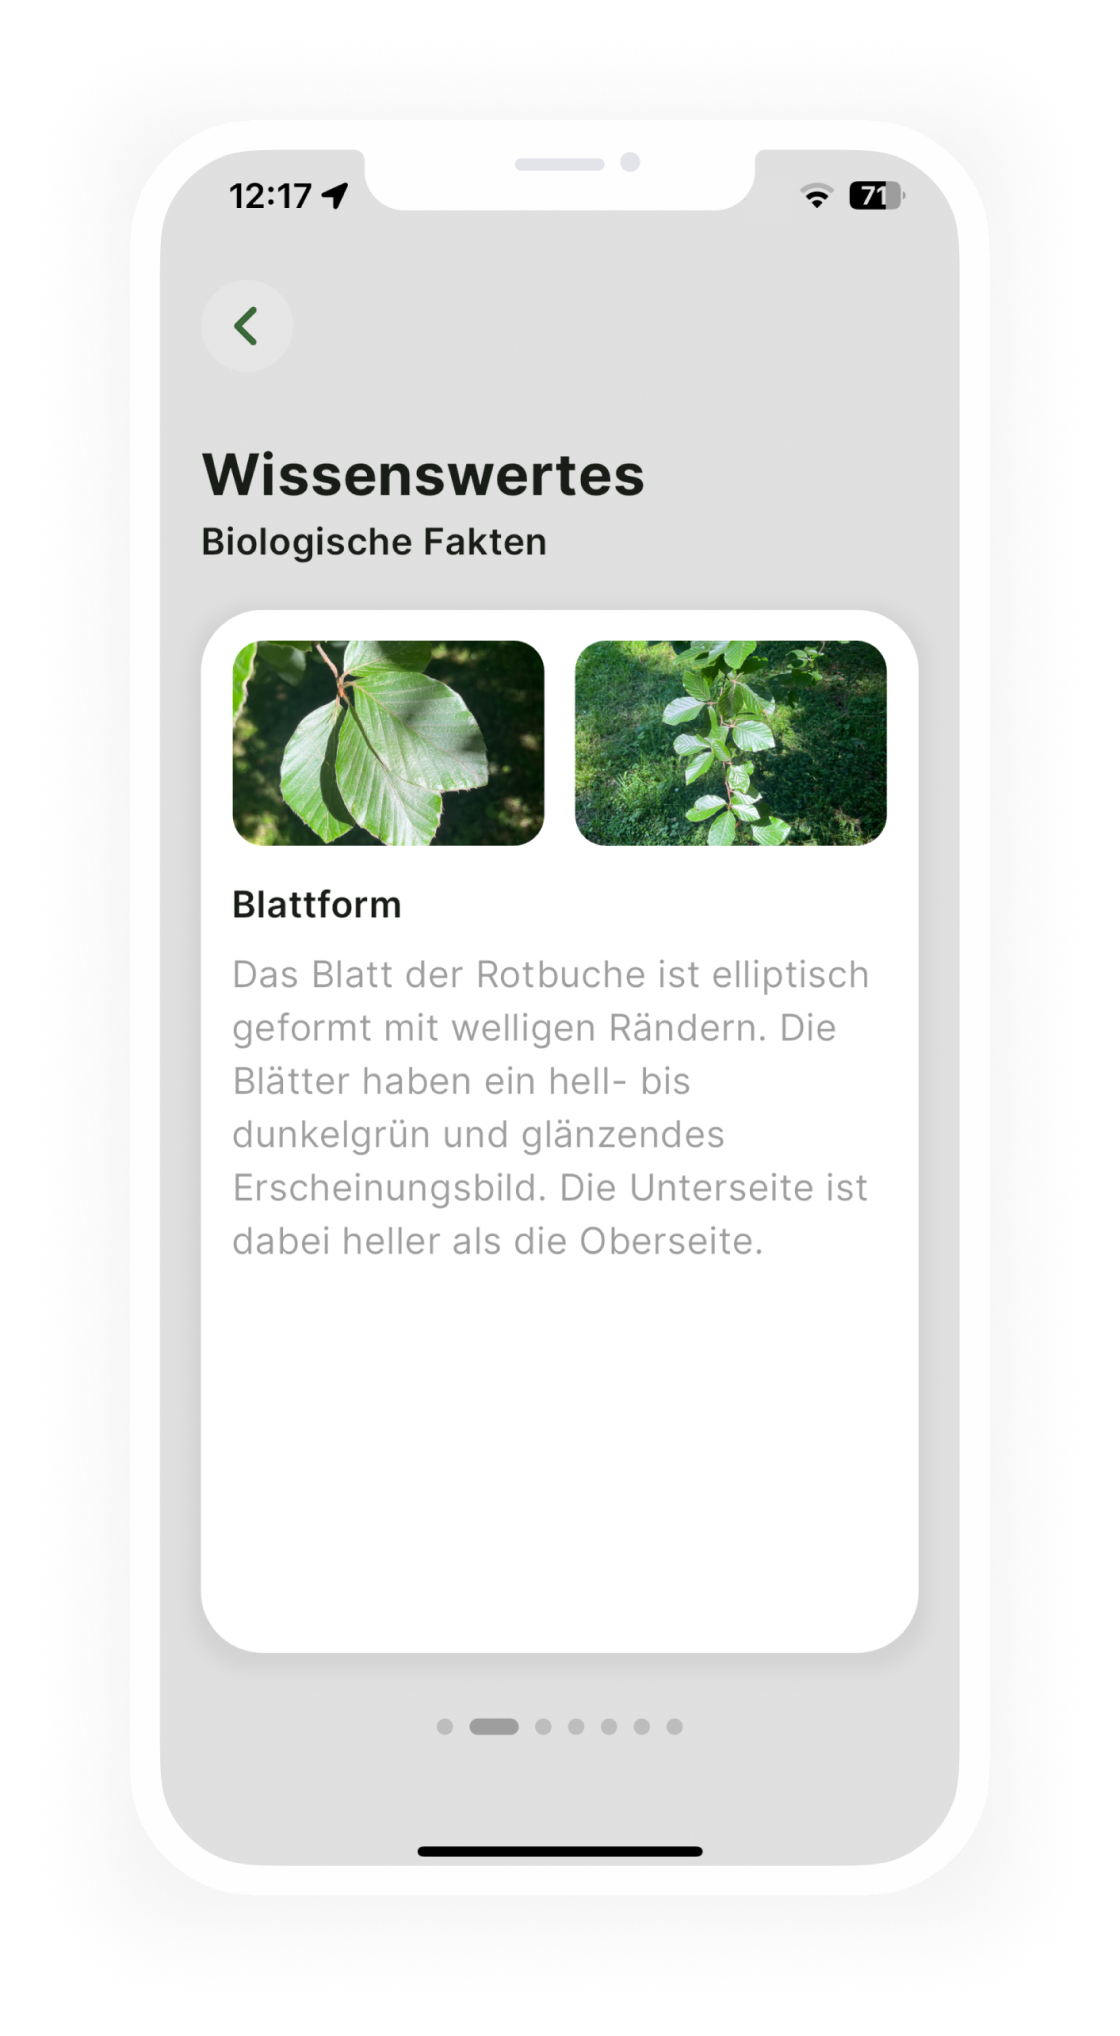 12:17
71
Wissenswertes
Biologische Fakten
Blattform
Das Blatt der Rotbuche ist elliptisch
geformt mit welligen Rändern. Die
Blätter haben ein hell- bis
dunkelgrün und glänzendes
Erscheinungsbild. Die Unterseite ist
dabei heller als die Oberseite.